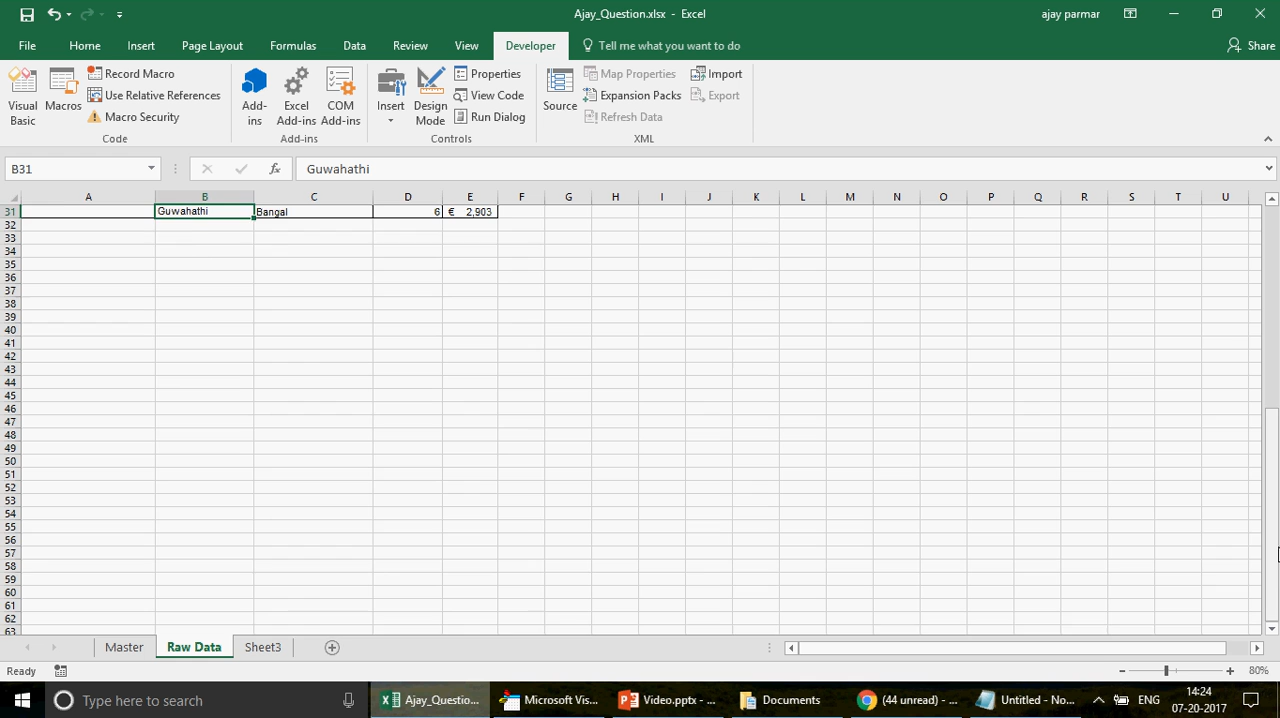 Ajay_Question.xlsx - Excel
ajay parmar
File Home Insert Page Layout Formulas Data Review View Developer Tell me what you want to do Share
Visual Basic
Macros
Record Macro
Use Relative References
Macro Security
Code
Add-ins
Excel Add-ins
COM Add-ins
Add-ins
Insert
Design Mode
Properties
View Code
Run Dialog
Controls
Source
Map Properties
Expansion Packs
Refresh Data
Import
Export
XML
B31 fx Guwahathi
A B C D E F G H I J K L M N O P Q R S T U
31 Guwahathi Bangal 6 € 2,903
32
33
34
35
36
37
38
39
40
41
42
43
44
45
46
47
48
49
50
51
52
53
54
55
56
57
58
59
60
61
62
63
Master Raw Data Sheet3
Ready 80%
Type here to search Ajay_Questio... Microsoft Vis... Video.pptx - ... Documents (44 unread) - ... Untitled - No... ENG 14:24
07-20-2017